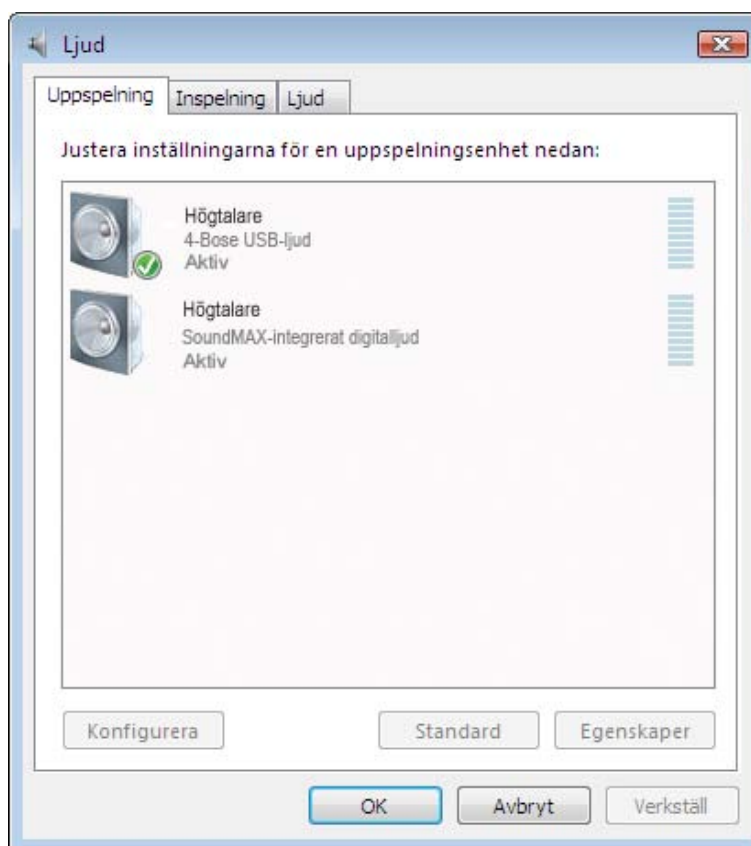 Ljud
Uppspelning Inspelning Ljud
Justera inställningarna för en uppspelningsenhet nedan:
Högtalare
4-Bose USB-ljud
Aktiv
Högtalare
SoundMAX-integrerat digitalljud
Aktiv
Konfigurera Standard Egenskaper
OK Avbryt Verkställ